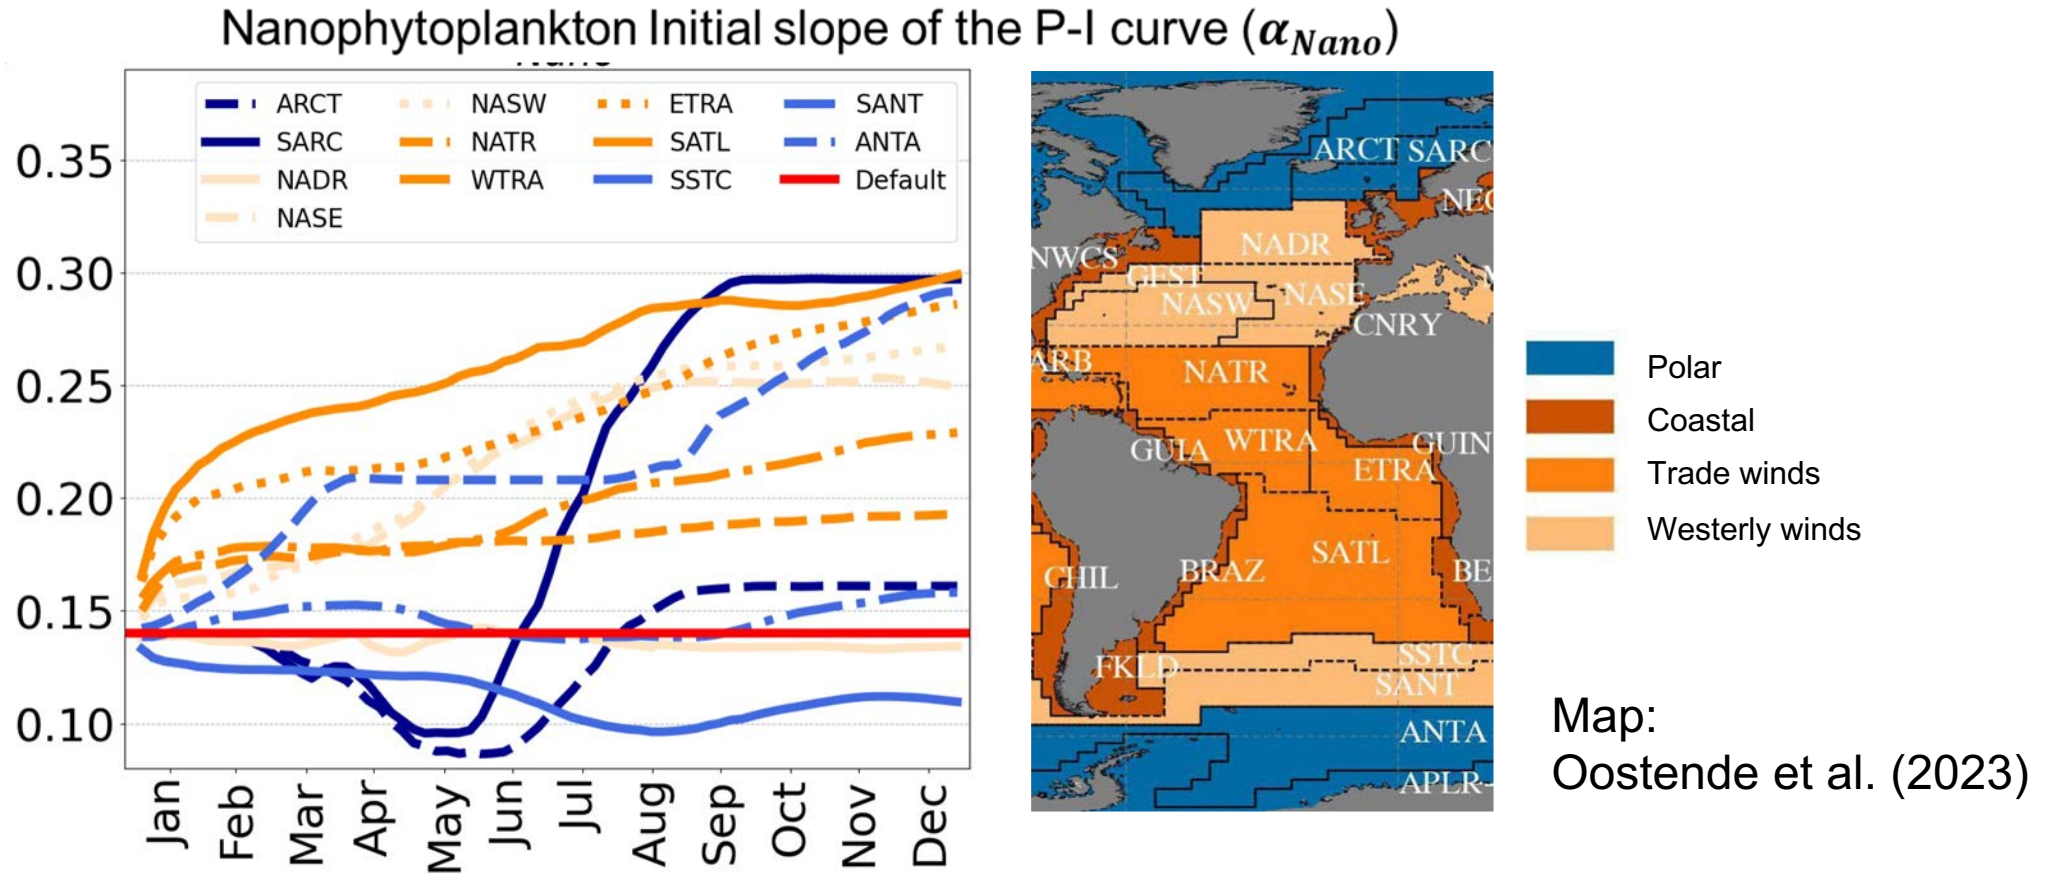 Nanophytoplankton Initial slope of the P-I curve (α_Nano)
ARCT NASW ETRA SANT
SARC NATR SATL ANTA
NADR WTRA SSTC Default
NASE
0.35
0.30
0.25
0.20
0.15
0.10
Jan Feb Mar Apr May Jun Jul Aug Sep Oct Nov Dec
ARCT SARC
NEC
NADR
NWCS
GFST
NASW NASE
CNRY
ARB
NATR
GUIA WTRA GUIN
ETRA
SATL
CHIL BRAZ BE
FKLD SSTC
SANT
ANTA
APLR
Polar
Coastal
Trade winds
Westerly winds
Map:
Oostende et al. (2023)